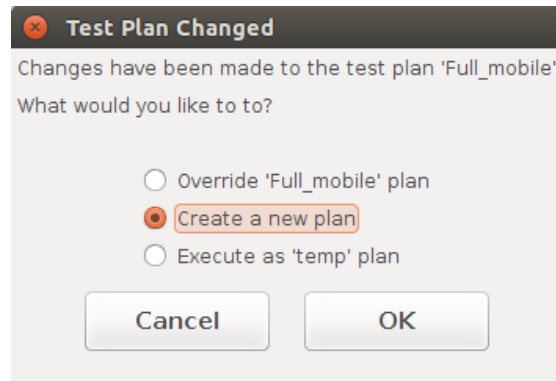 Test Plan Changed
Changes have been made to the test plan 'Full_mobile'
What would you like to to?
Override 'Full_mobile' plan
Create a new plan
Execute as 'temp' plan
Cancel
OK